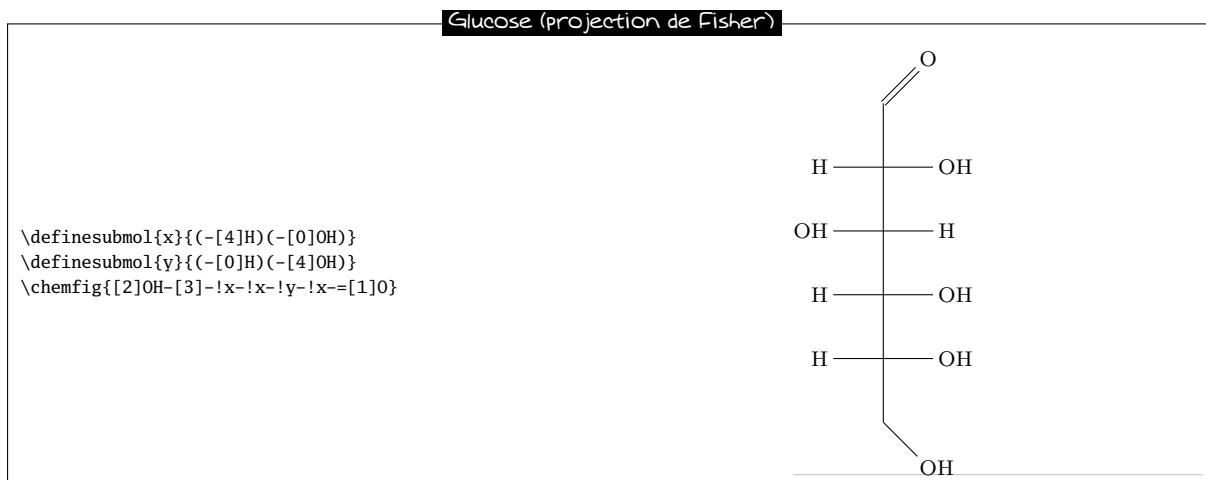 Glucose (projection de Fisher)
\definesubmol{x}{(-[4]H)(-[0]OH)}
\definesubmol{y}{(-[0]H)(-[4]OH)}
\chemfig{[2]OH-[3]-!x-!x-!y-!x-=[1]O}
O
H OH
OH H
H OH
H OH
OH